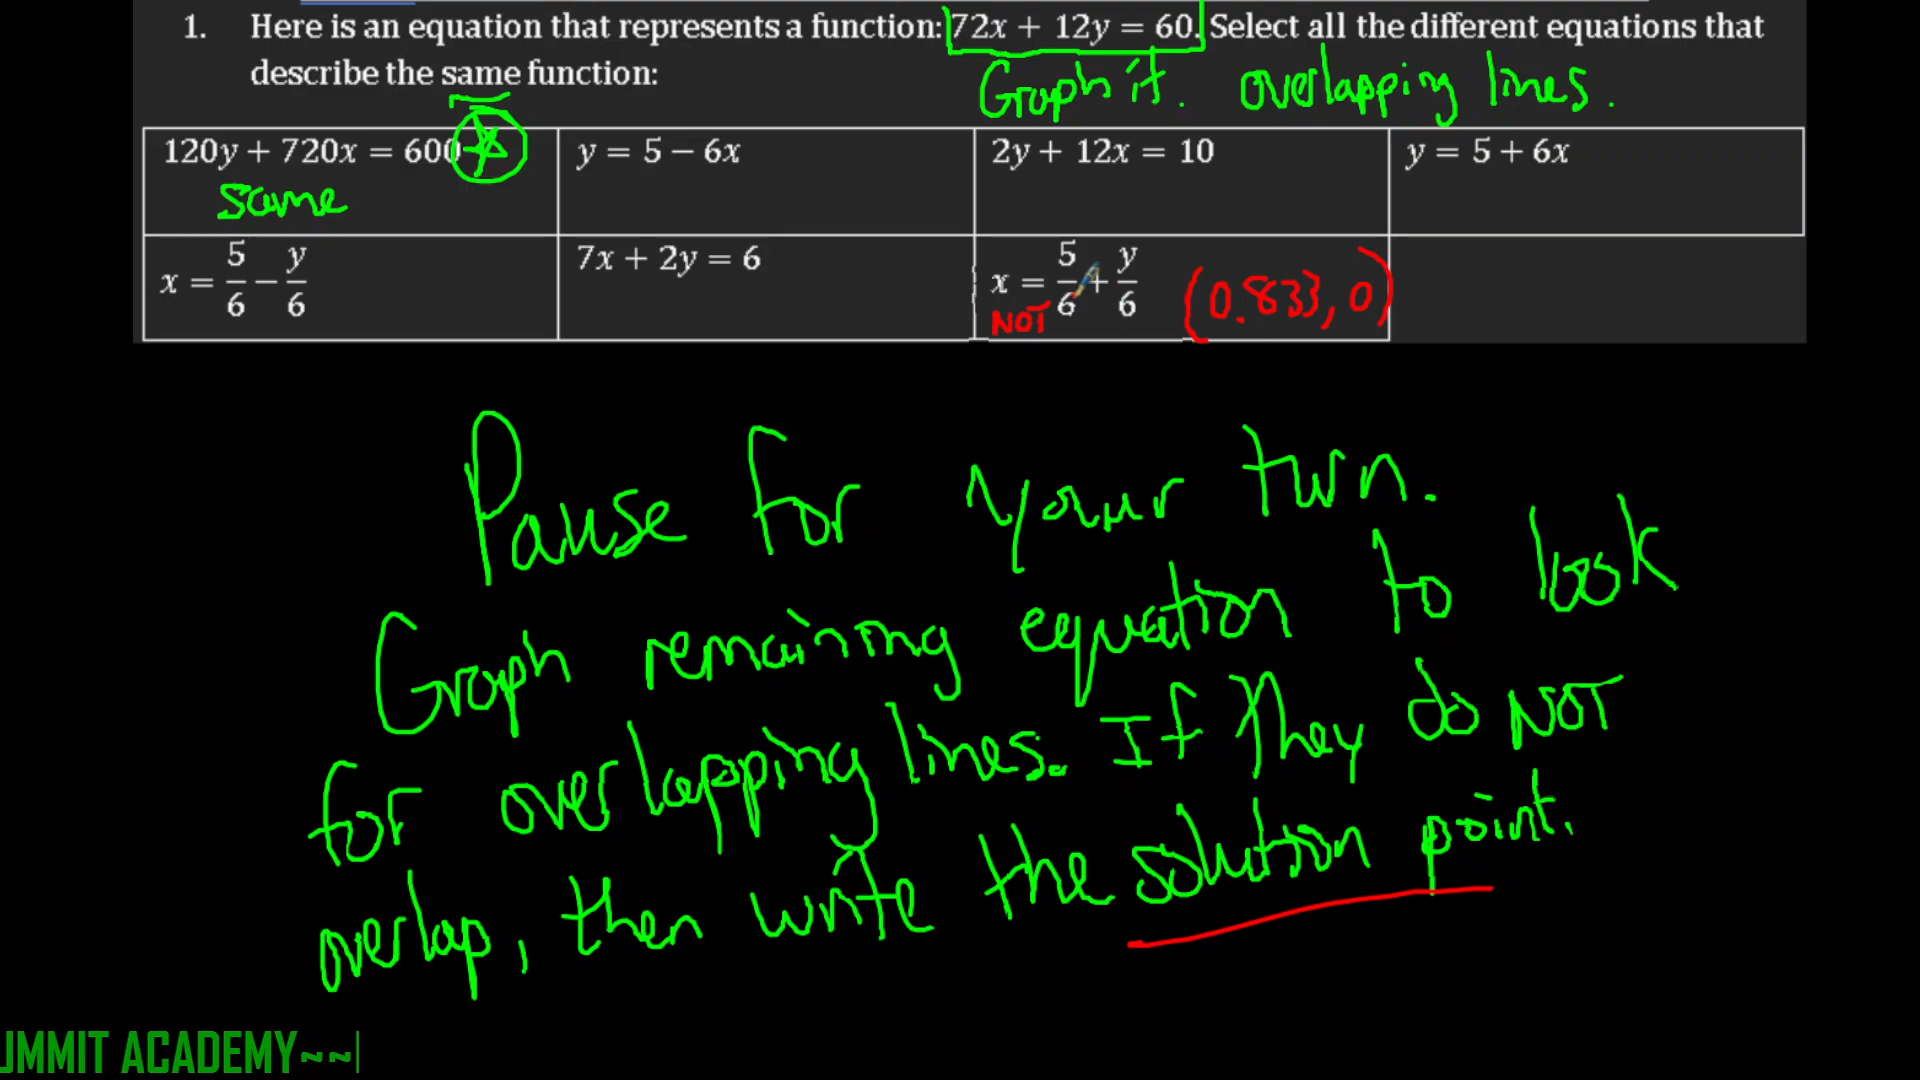 1. Here is an equation that represents a function: 72x + 12y = 60. Select all the different equations that
describe the same function:
Graph it. overlapping lines.
120y + 720x = 600
same
y = 5 − 6x
2y + 12x = 10
y = 5 + 6x
x = 5/6 − y/6
7x + 2y = 6
x = 5/6 + y/6
NOT (0.833, 0)
Pause for your turn.
Graph remaining equation to look
for overlapping lines. If they do NOT
overlap, then write the solution point.
UMMIT ACADEMY~~|